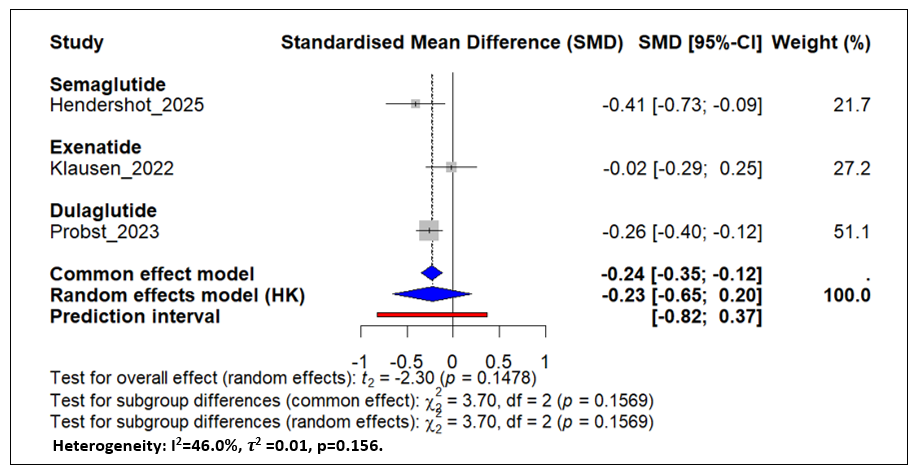 Study Standardised Mean Difference (SMD) SMD [95%-CI] Weight (%)
Semaglutide
Hendershot_2025 -0.41 [-0.73; -0.09] 21.7
Exenatide
Klausen_2022 -0.02 [-0.29; 0.25] 27.2
Dulaglutide
Probst_2023 -0.26 [-0.40; -0.12] 51.1
Common effect model -0.24 [-0.35; -0.12] .
Random effects model (HK) -0.23 [-0.65; 0.20] 100.0
Prediction interval [-0.82; 0.37]
-1 -0.5 0 0.5 1
Test for overall effect (random effects): t₂ = -2.30 (p = 0.1478)
Test for subgroup differences (common effect): χ²₂ = 3.70, df = 2 (p = 0.1569)
Test for subgroup differences (random effects): χ²₂ = 3.70, df = 2 (p = 0.1569)
Heterogeneity: I²=46.0%, τ² =0.01, p=0.156.